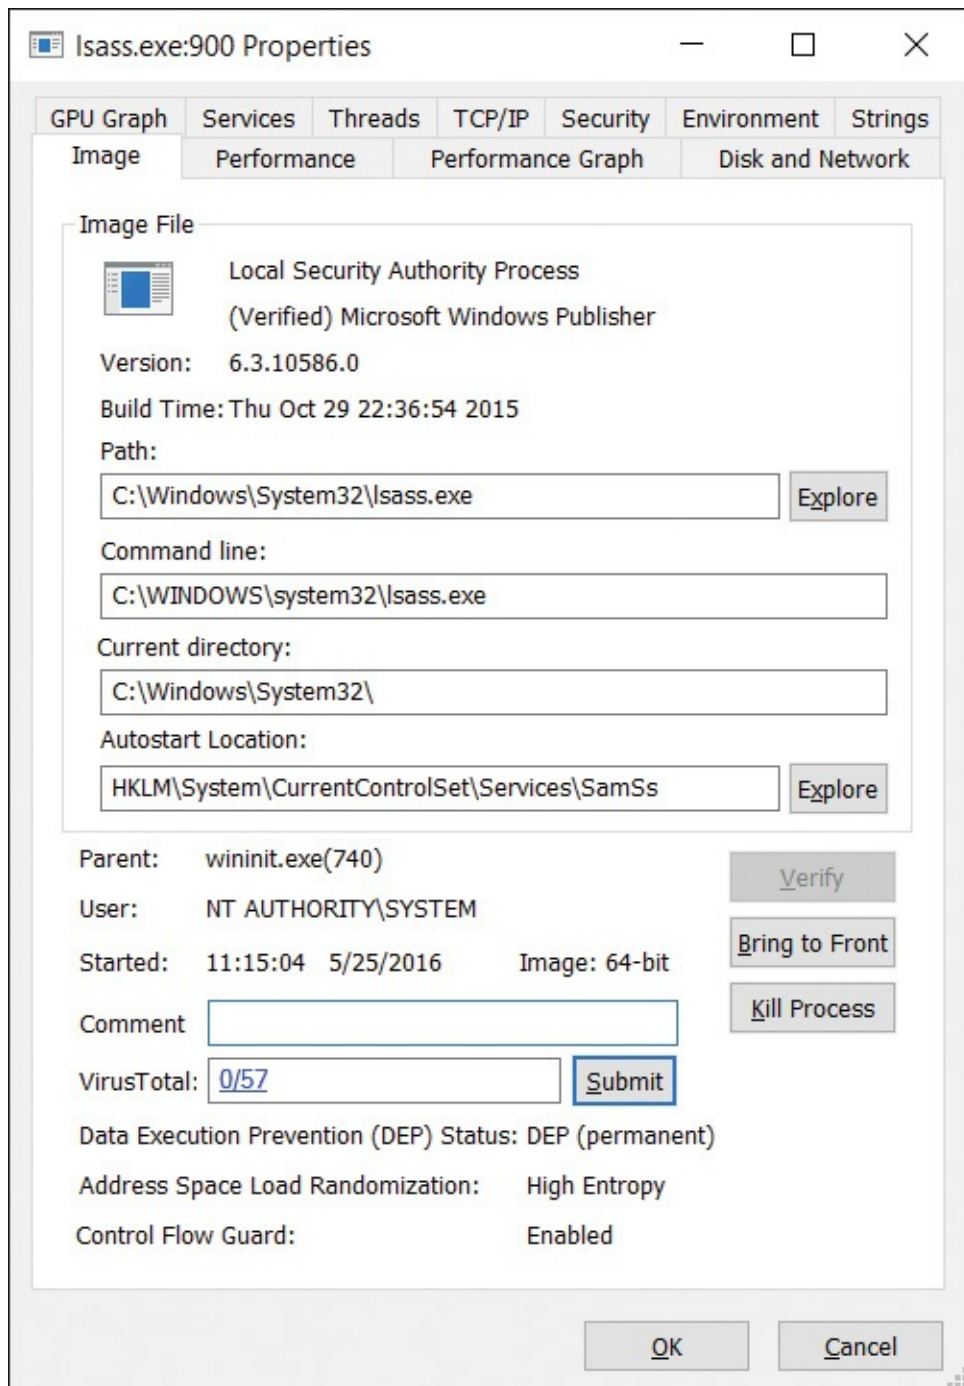 lsass.exe:900 Properties
GPU Graph Services Threads TCP/IP Security Environment Strings
Image Performance Performance Graph Disk and Network
Image File
Local Security Authority Process
(Verified) Microsoft Windows Publisher
Version: 6.3.10586.0
Build Time: Thu Oct 29 22:36:54 2015
Path:
C:\Windows\System32\lsass.exe Explore
Command line:
C:\WINDOWS\system32\lsass.exe
Current directory:
C:\Windows\System32\
Autostart Location:
HKLM\System\CurrentControlSet\Services\SamSs Explore
Parent: wininit.exe(740)
Verify
User: NT AUTHORITY\SYSTEM
Bring to Front
Started: 11:15:04 5/25/2016 Image: 64-bit
Kill Process
Comment
VirusTotal: 0/57 Submit
Data Execution Prevention (DEP) Status: DEP (permanent)
Address Space Load Randomization: High Entropy
Control Flow Guard: Enabled
OK Cancel